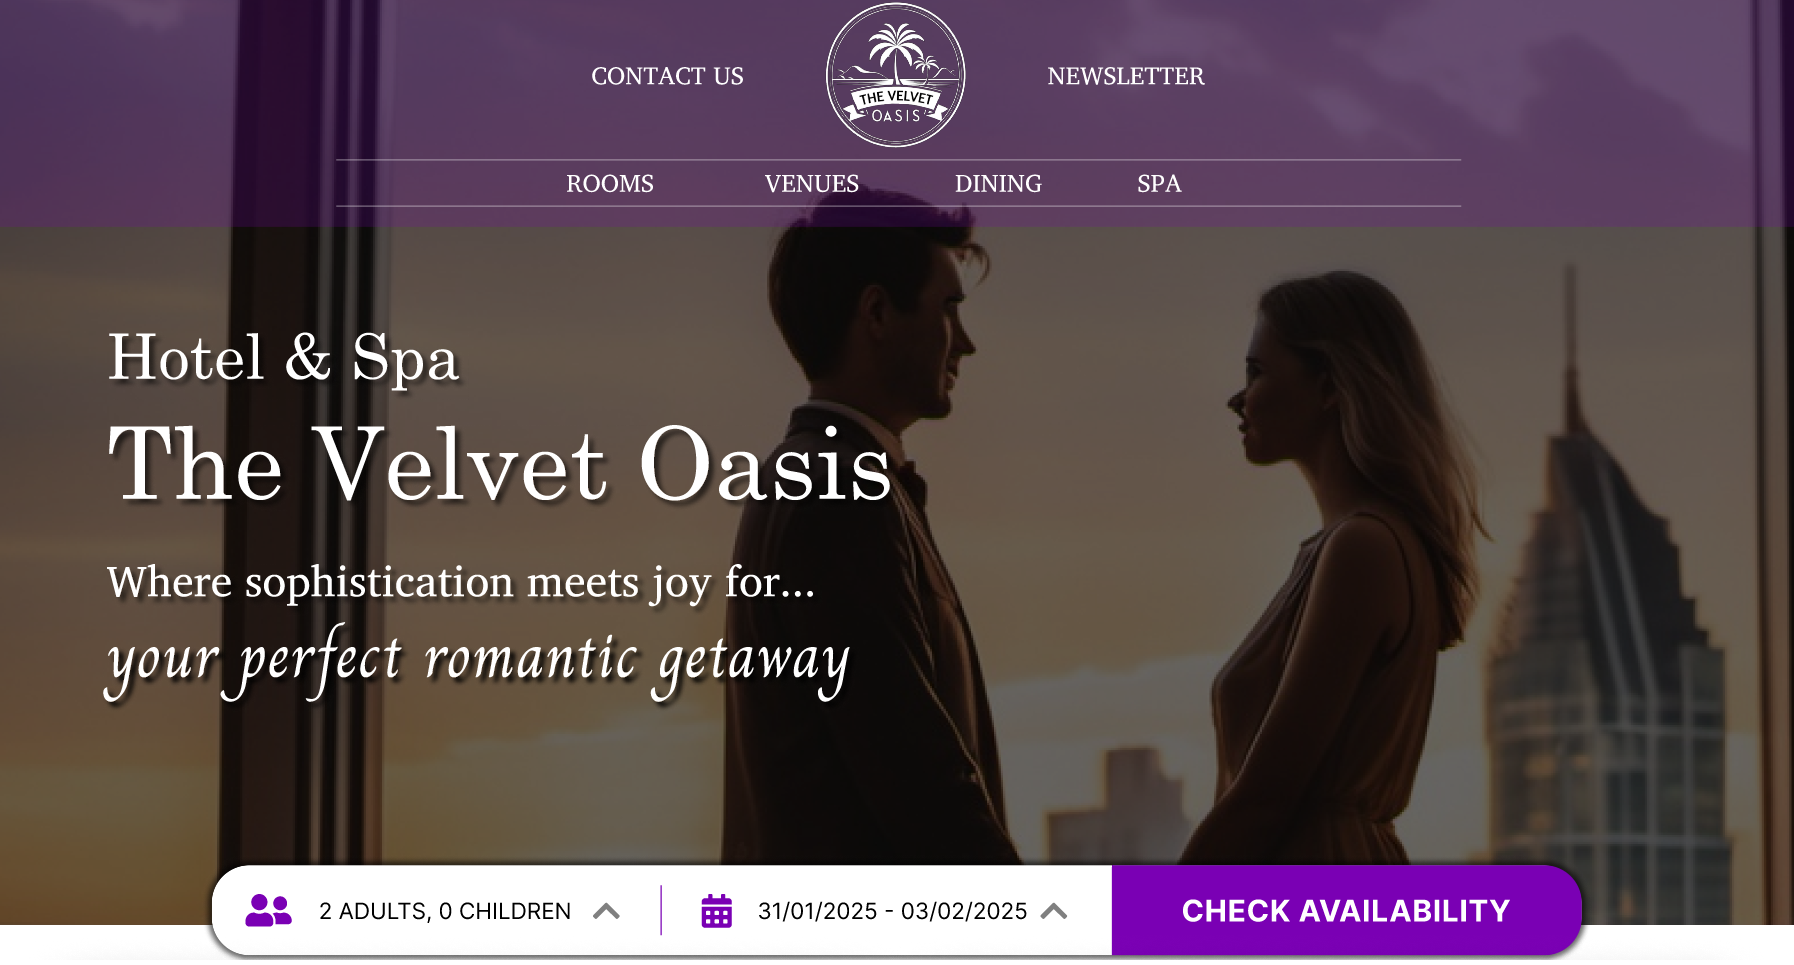 CONTACT US
THE VELVET
OASIS
NEWSLETTER
ROOMS
VENUES
DINING
SPA
Hotel & Spa
The Velvet Oasis
Where sophistication meets joy for...
your perfect romantic getaway
2 ADULTS, 0 CHILDREN
31/01/2025 - 03/02/2025
CHECK AVAILABILITY